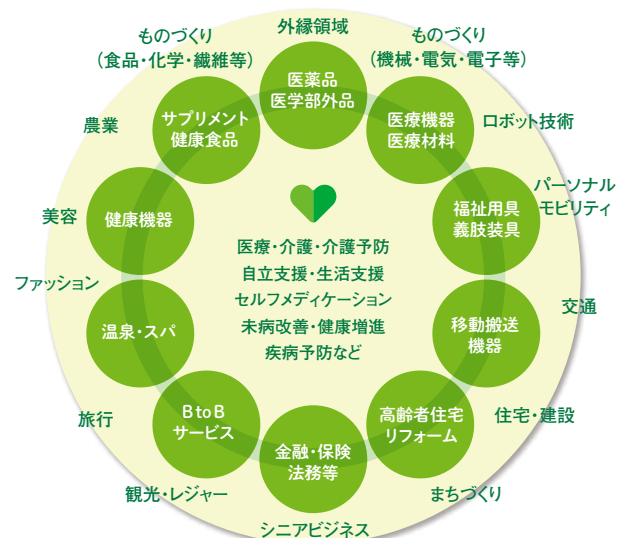 外縁領域
ものづくり
（食品・化学・繊維等）
ものづくり
（機械・電気・電子等）
医薬品
医学部外品
サプリメント
健康食品
医療機器
医療材料
農業
ロボット技術
美容
健康機器
福祉用具
義肢装具
パーソナル
モビリティ
医療・介護・介護予防
自立支援・生活支援
セルフメディケーション
未病改善・健康増進
疾病予防など
ファッション
交通
温泉・スパ
移動搬送
機器
旅行
BtoB
サービス
高齢者住宅
リフォーム
住宅・建設
金融・保険
法務等
観光・レジャー
まちづくり
シニアビジネス